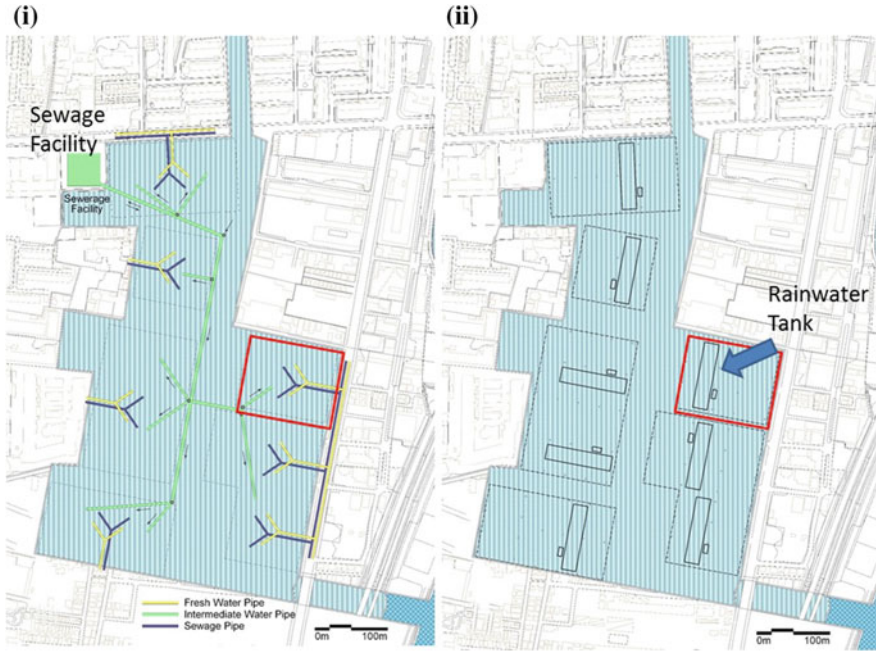 (i)
Sewage
Facility
Sewerage
Facility
Fresh Water Pipe
Intermediate Water Pipe
Sewage Pipe
0m 100m
(ii)
Rainwater
Tank
0m 100m